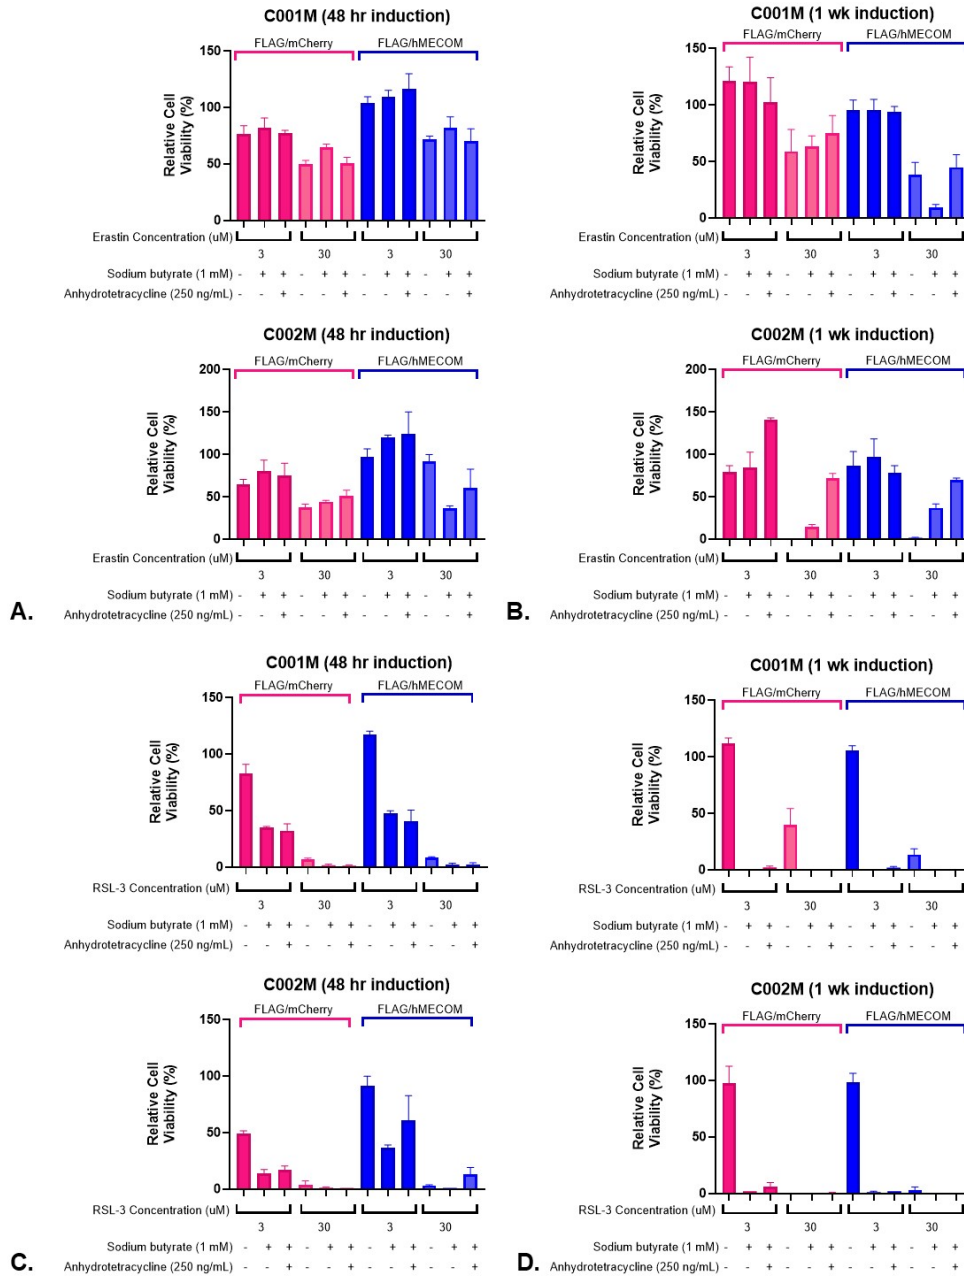 C001M (48 hr induction)
FLAG/mCherry FLAG/hMECOM
Relative Cell
Viability (%)
150
100
50
0
Erastin Concentration (uM)
3 30 3 30
Sodium butyrate (1 mM) - + + - + + - + + - + +
Anhydrotetracycline (250 ng/mL) - - + - - + - - + - - +
C002M (48 hr induction)
FLAG/mCherry FLAG/hMECOM
Relative Cell
Viability (%)
200
150
100
50
0
Erastin Concentration (uM)
3 30 3 30
Sodium butyrate (1 mM) - + + - + + - + + - + +
A. Anhydrotetracycline (250 ng/mL) - - + - - + - - + - - +
C001M (1 wk induction)
FLAG/mCherry FLAG/hMECOM
Relative Cell
Viability (%)
150
100
50
0
Erastin Concentration (uM)
3 30 3 30
Sodium butyrate (1 mM) - + + - + + - + + - + +
Anhydrotetracycline (250 ng/mL) - - + - - + - - + - - +
C002M (1 wk induction)
FLAG/mCherry FLAG/hMECOM
Relative Cell
Viability (%)
200
150
100
50
0
Erastin Concentration (uM)
3 30 3 30
Sodium butyrate (1 mM) - + + - + + - + + - + +
B. Anhydrotetracycline (250 ng/mL) - - + - - + - - + - - +
C001M (48 hr induction)
FLAG/mCherry FLAG/hMECOM
Relative Cell
Viability (%)
150
100
50
0
RSL-3 Concentration (uM)
3 30 3 30
Sodium butyrate (1 mM) - + + - + + - + + - + +
Anhydrotetracycline (250 ng/mL) - - + - - + - - + - - +
C002M (48 hr induction)
FLAG/mCherry FLAG/hMECOM
Relative Cell
Viability (%)
150
100
50
0
RSL-3 Concentration (uM)
3 30 3 30
Sodium butyrate (1 mM) - + + - + + - + + - + +
C. Anhydrotetracycline (250 ng/mL) - - + - - + - - + - - +
C001M (1 wk induction)
FLAG/mCherry FLAG/hMECOM
Relative Cell
Viability (%)
150
100
50
0
RSL-3 Concentration (uM)
3 30 3 30
Sodium butyrate (1 mM) - + + - + + - + + - + +
Anhydrotetracycline (250 ng/mL) - - + - - + - - + - - +
C002M (1 wk induction)
FLAG/mCherry FLAG/hMECOM
Relative Cell
Viability (%)
150
100
50
0
RSL-3 Concentration (uM)
3 30 3 30
Sodium butyrate (1 mM) - + + - + + - + + - + +
D. Anhydrotetracycline (250 ng/mL) - - + - - + - - + - - +